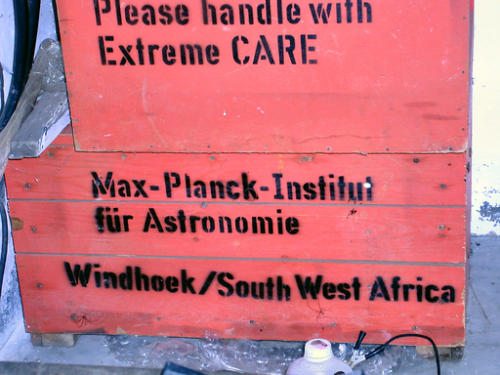 Please handle with
Extreme CARE
Max-Planck-Institut
für Astronomie
Windhoek/South West Africa